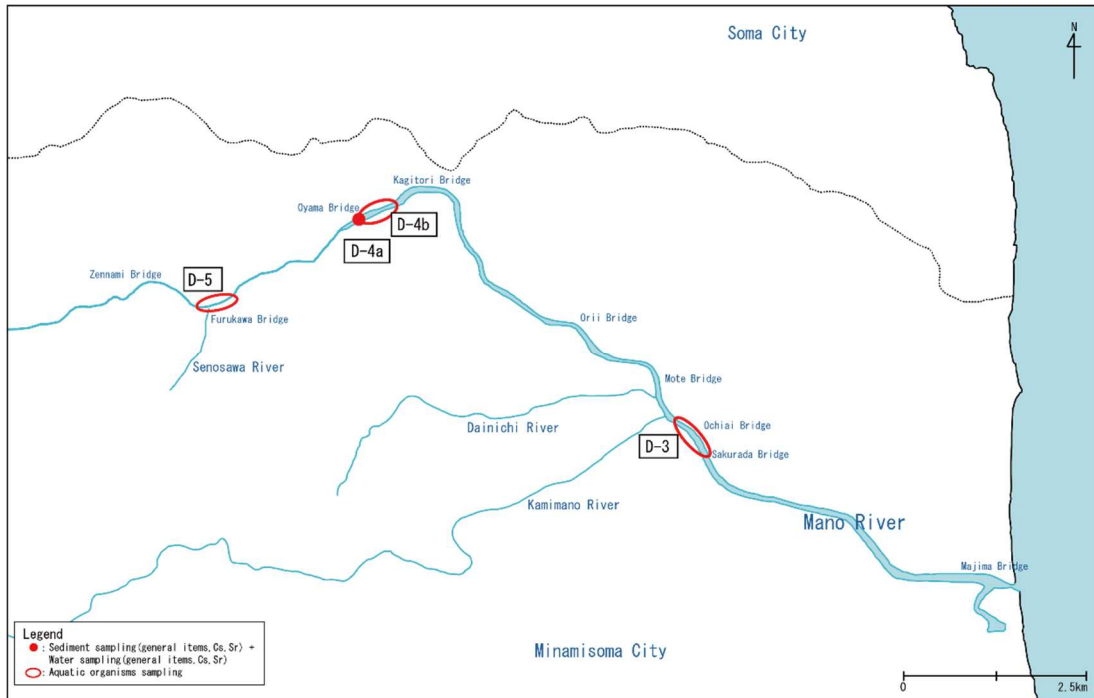 Soma City
N
Kagitori Bridge
Oyama Bridge
D-4b
D-4a
Zennami Bridge
D-5
Furukawa Bridge
Orii Bridge
Senosawa River
Mote Bridge
Dainichi River
Ochiai Bridge
D-3
Sakurada Bridge
Kamimano River
Mano River
Majima Bridge
Legend
: Sediment sampling(general items,Cs,Sr) +
Water sampling(general items,Cs,Sr)
: Aquatic organisms sampling
Minamisoma City
0
2.5km